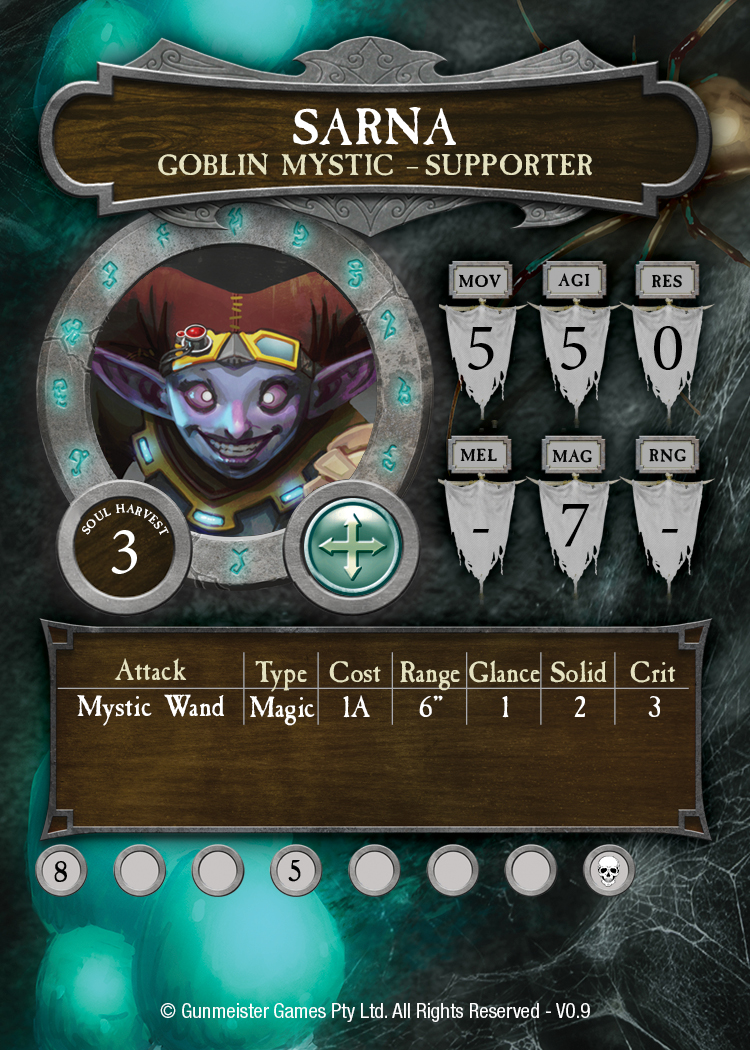 SARNA
GOBLIN MYSTIC – SUPPORTER
MOV AGI RES
5 5 0
MEL MAG RNG
- 7 -
SOUL HARVEST
3
Attack Type Cost Range Glance Solid Crit
Mystic Wand Magic 1A 6” 1 2 3
8 5
© Gunmeister Games Pty Ltd. All Rights Reserved - V0.9